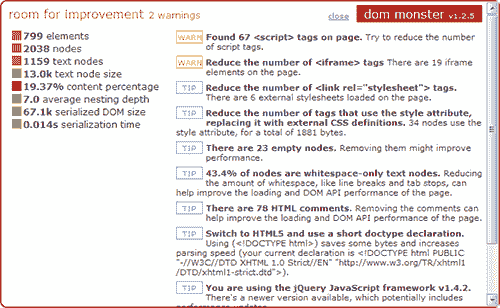 room for improvement 2 warnings
close
dom monster v1.2.5
799 elements
2038 nodes
1159 text nodes
13.0k text node size
19.37% content percentage
7.0 average nesting depth
67.1k serialized DOM size
0.014s serialization time
WARN Found 67 <script> tags on page. Try to reduce the number
of script tags.
WARN Reduce the number of <iframe> tags There are 19 iframe
elements on the page.
TIP Reduce the number of <link rel="stylesheet"> tags.
There are 6 external stylesheets loaded on the page.
TIP Reduce the number of tags that use the style attribute,
replacing it with external CSS definitions. 34 nodes use the
style attribute, for a total of 1881 bytes.
TIP There are 23 empty nodes. Removing them might improve
performance.
TIP 43.4% of nodes are whitespace-only text nodes. Reducing
the amount of whitespace, like line breaks and tab stops, can
help improve the loading and DOM API performance of the page.
TIP There are 78 HTML comments. Removing the comments can
help improve the loading and DOM API performance of the page.
TIP Switch to HTML5 and use a short doctype declaration.
Using (<!DOCTYPE html>) saves some bytes and increases
parsing speed (your current declaration is <!DOCTYPE html PUBLIC
"-//W3C//DTD XHTML 1.0 Strict//EN" "http://www.w3.org/TR/xhtml1
/DTD/xhtml1-strict.dtd">).
TIP You are using the jQuery JavaScript framework v1.4.2.
There's a newer version available, which potentially includes